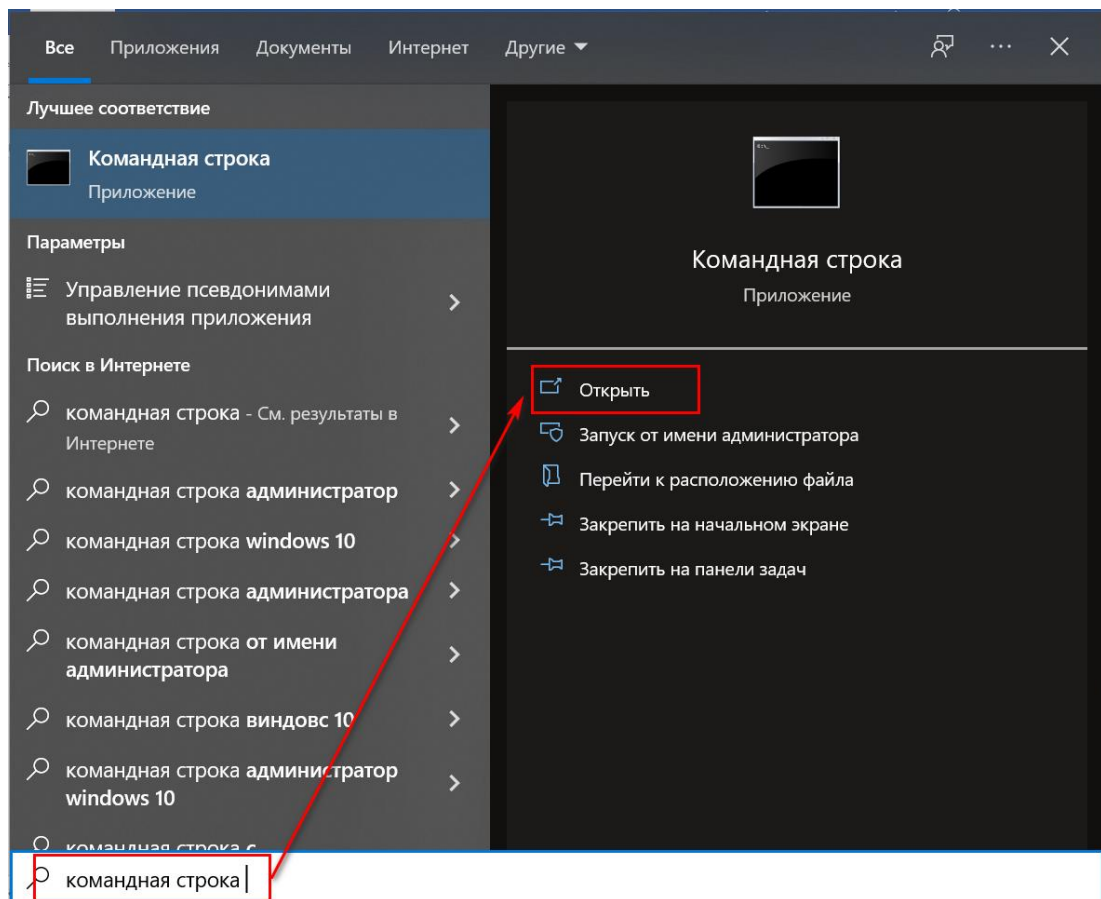 Все Приложения Документы Интернет Другие
Лучшее соответствие
Командная строка
Приложение
Параметры
Управление псевдонимами
выполнения приложения
Поиск в Интернете
командная строка - См. результаты в
Интернете
командная строка администратор
командная строка windows 10
командная строка администратора
командная строка от имени
администратора
командная строка виндовс 10
командная строка администратор
windows 10
командная строка с
командная строка
Командная строка
Приложение
Открыть
Запуск от имени администратора
Перейти к расположению файла
Закрепить на начальном экране
Закрепить на панели задач